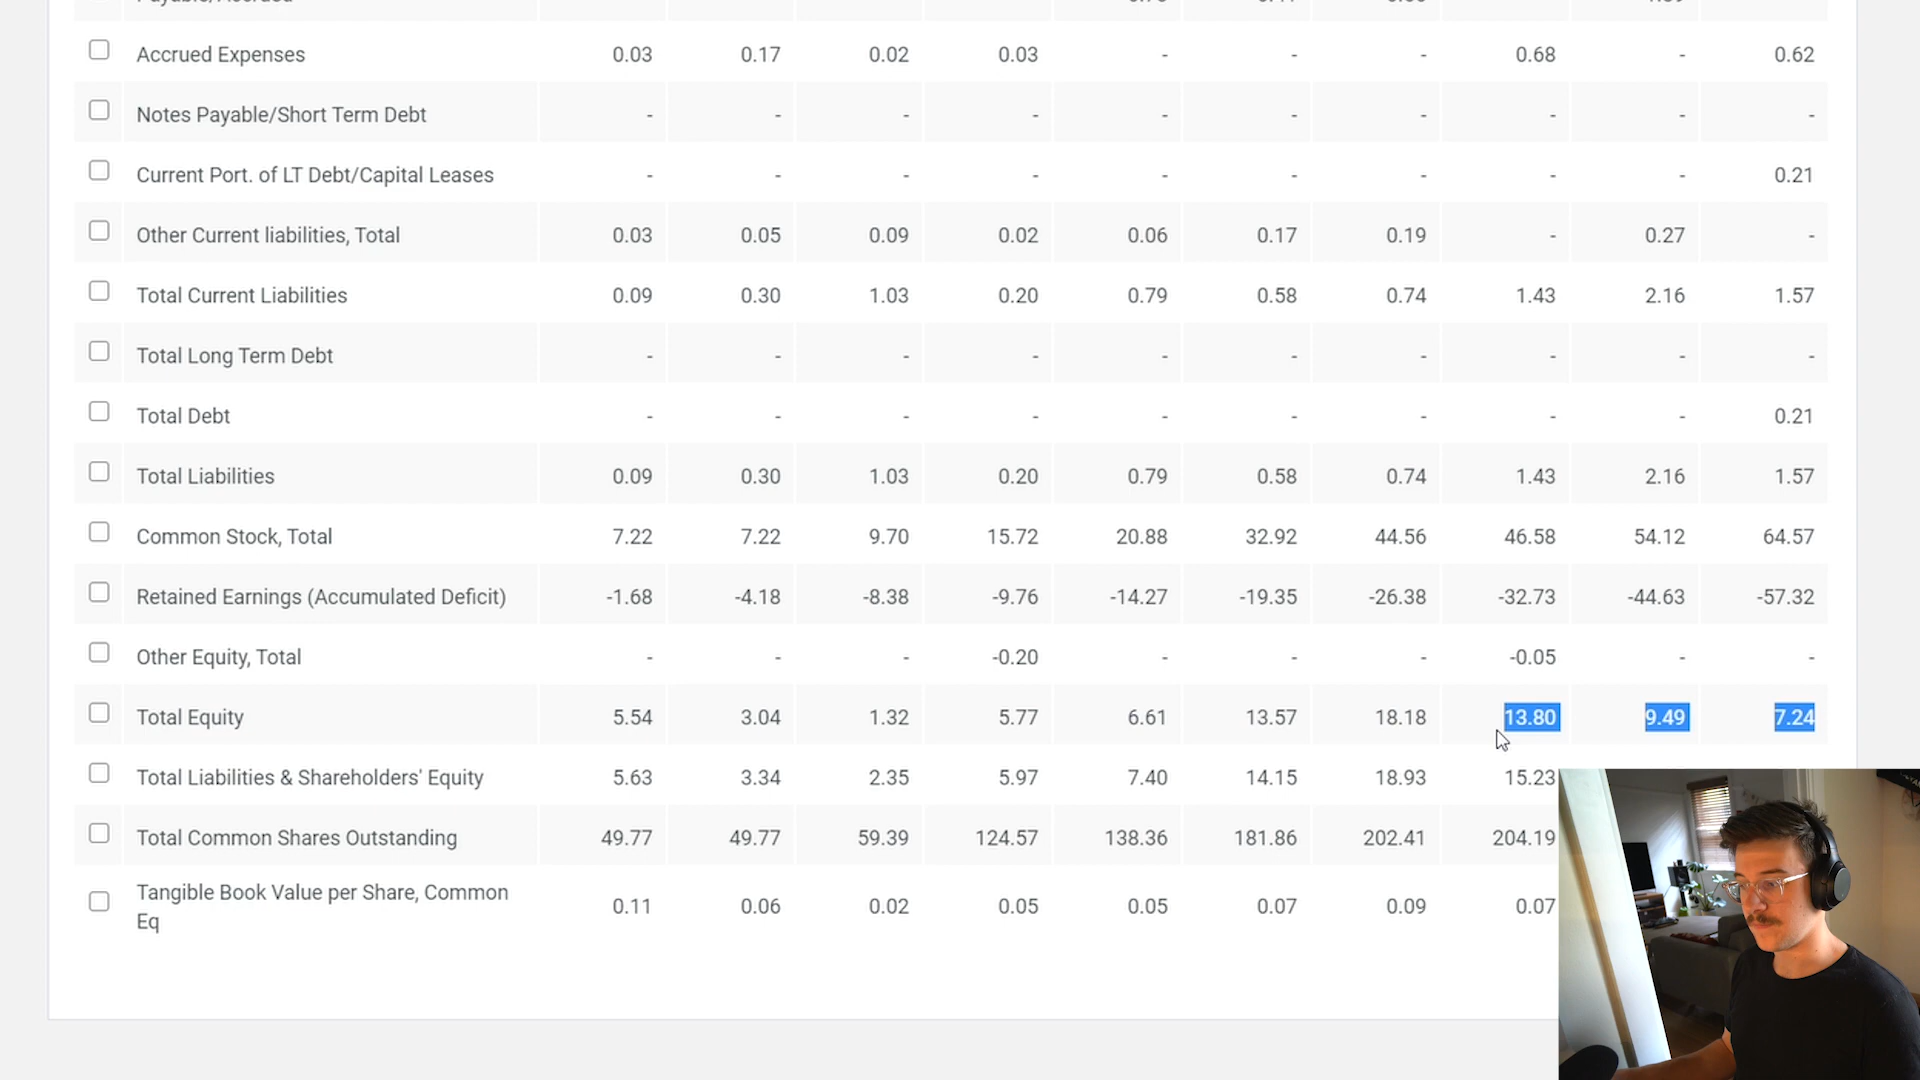 Accrued Expenses 0.03 0.17 0.02 0.03 - - - 0.68 - 0.62
Notes Payable/Short Term Debt - - - - - - - - - -
Current Port. of LT Debt/Capital Leases - - - - - - - - - 0.21
Other Current liabilities, Total 0.03 0.05 0.09 0.02 0.06 0.17 0.19 - 0.27 -
Total Current Liabilities 0.09 0.30 1.03 0.20 0.79 0.58 0.74 1.43 2.16 1.57
Total Long Term Debt - - - - - - - - - -
Total Debt - - - - - - - - - 0.21
Total Liabilities 0.09 0.30 1.03 0.20 0.79 0.58 0.74 1.43 2.16 1.57
Common Stock, Total 7.22 7.22 9.70 15.72 20.88 32.92 44.56 46.58 54.12 64.57
Retained Earnings (Accumulated Deficit) -1.68 -4.18 -8.38 -9.76 -14.27 -19.35 -26.38 -32.73 -44.63 -57.32
Other Equity, Total - - - -0.20 - - - -0.05 - -
Total Equity 5.54 3.04 1.32 5.77 6.61 13.57 18.18 13.80 9.49 7.24
Total Liabilities & Shareholders' Equity 5.63 3.34 2.35 5.97 7.40 14.15 18.93 15.23
Total Common Shares Outstanding 49.77 49.77 59.39 124.57 138.36 181.86 202.41 204.19
Tangible Book Value per Share, Common
Eq 0.11 0.06 0.02 0.05 0.05 0.07 0.09 0.07